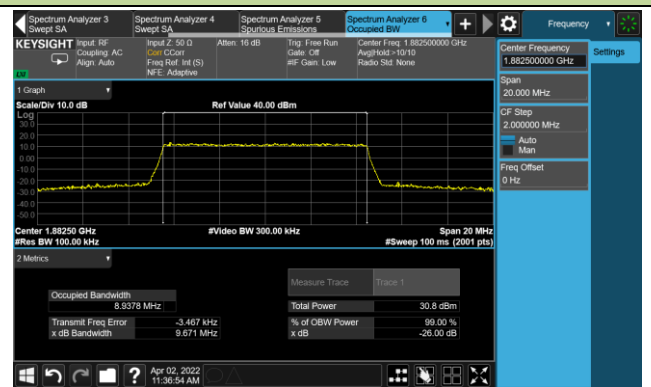 Spectrum Analyzer 3
Swept SA
Spectrum Analyzer 4
Swept SA
Spectrum Analyzer 5
Spurious Emissions
Spectrum Analyzer 6
Occupied BW
Frequency
KEYSIGHT
Input: RF
Coupling: AC
Align: Auto
Input Z: 50 Ω
Corr CCorr
Freq Ref: Int (S)
NFE: Adaptive
Atten: 16 dB
Trig: Free Run
Gate: Off
#IF Gain: Low
Center Freq: 1.882500000 GHz
Avg|Hold:>10/10
Radio Std: None
LXI
Center Frequency
1.882500000 GHz
Settings
Span
20.000 MHz
CF Step
2.000000 MHz
Auto
Man
Freq Offset
0 Hz
1 Graph
Scale/Div 10.0 dB
Ref Value 40.00 dBm
Log
30.0
20.0
10.0
0.00
-10.0
-20.0
-30.0
-40.0
-50.0
Center 1.88250 GHz
#Video BW 300.00 kHz
Span 20 MHz
#Res BW 100.00 kHz
#Sweep 100 ms (2001 pts)
2 Metrics
Measure Trace
Trace 1
Occupied Bandwidth
8.9378 MHz
Total Power
30.8 dBm
Transmit Freq Error
-3.467 kHz
% of OBW Power
99.00 %
x dB Bandwidth
9.671 MHz
x dB
-26.00 dB
?
Apr 02, 2022
11:36:54 AM